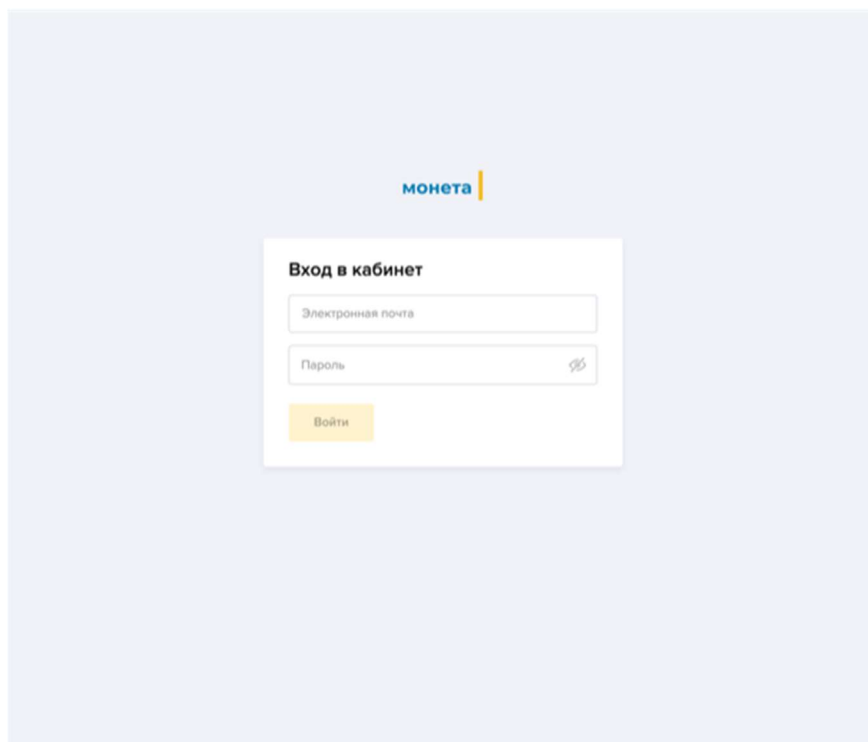 монета
Вход в кабинет
Электронная почта
Пароль
Войти